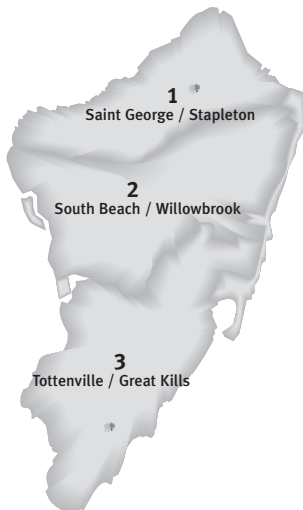 1
Saint George / Stapleton
2
South Beach / Willowbrook
3
Tottenville / Great Kills